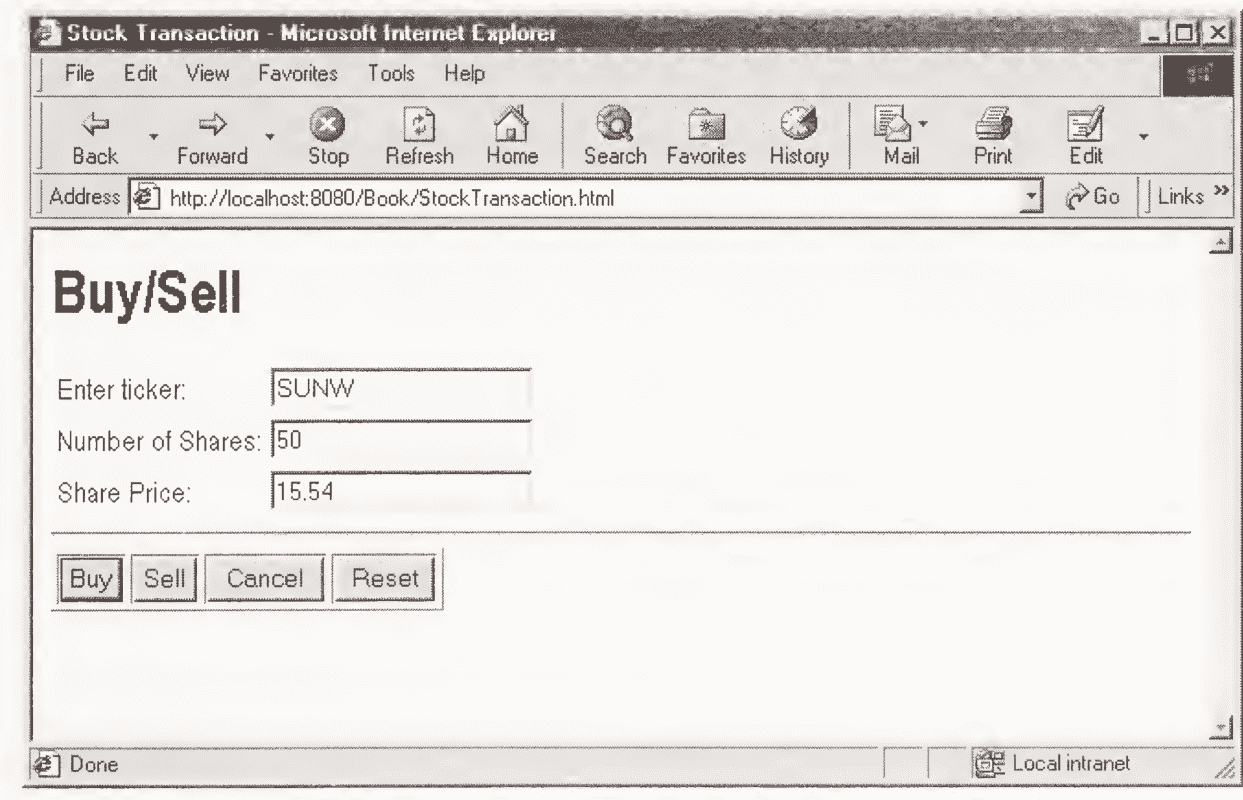 Stock Transaction - Microsoft Internet Explorer
File Edit View Favorites Tools Help
Back Forward Stop Refresh Home Search Favorites History Mail Print Edit
Address http://localhost:8080/Book/StockTransaction.html Go Links »
Buy/Sell
Enter ticker: SUNW
Number of Shares: 50
Share Price: 15.54
Buy Sell Cancel Reset
Done Local intranet